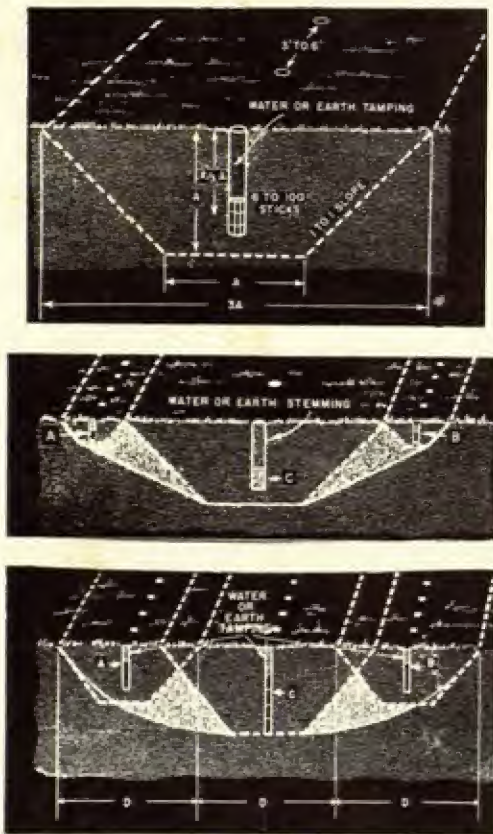 3' TO 6'
WATER OR EARTH TAMPING
A
6 TO 100
STICKS
1 TO 1 SLOPE
A
3A
WATER OR EARTH STEMMING
A
B
C
WATER
OR
EARTH
TAMPING
A
B
C
D
D
D